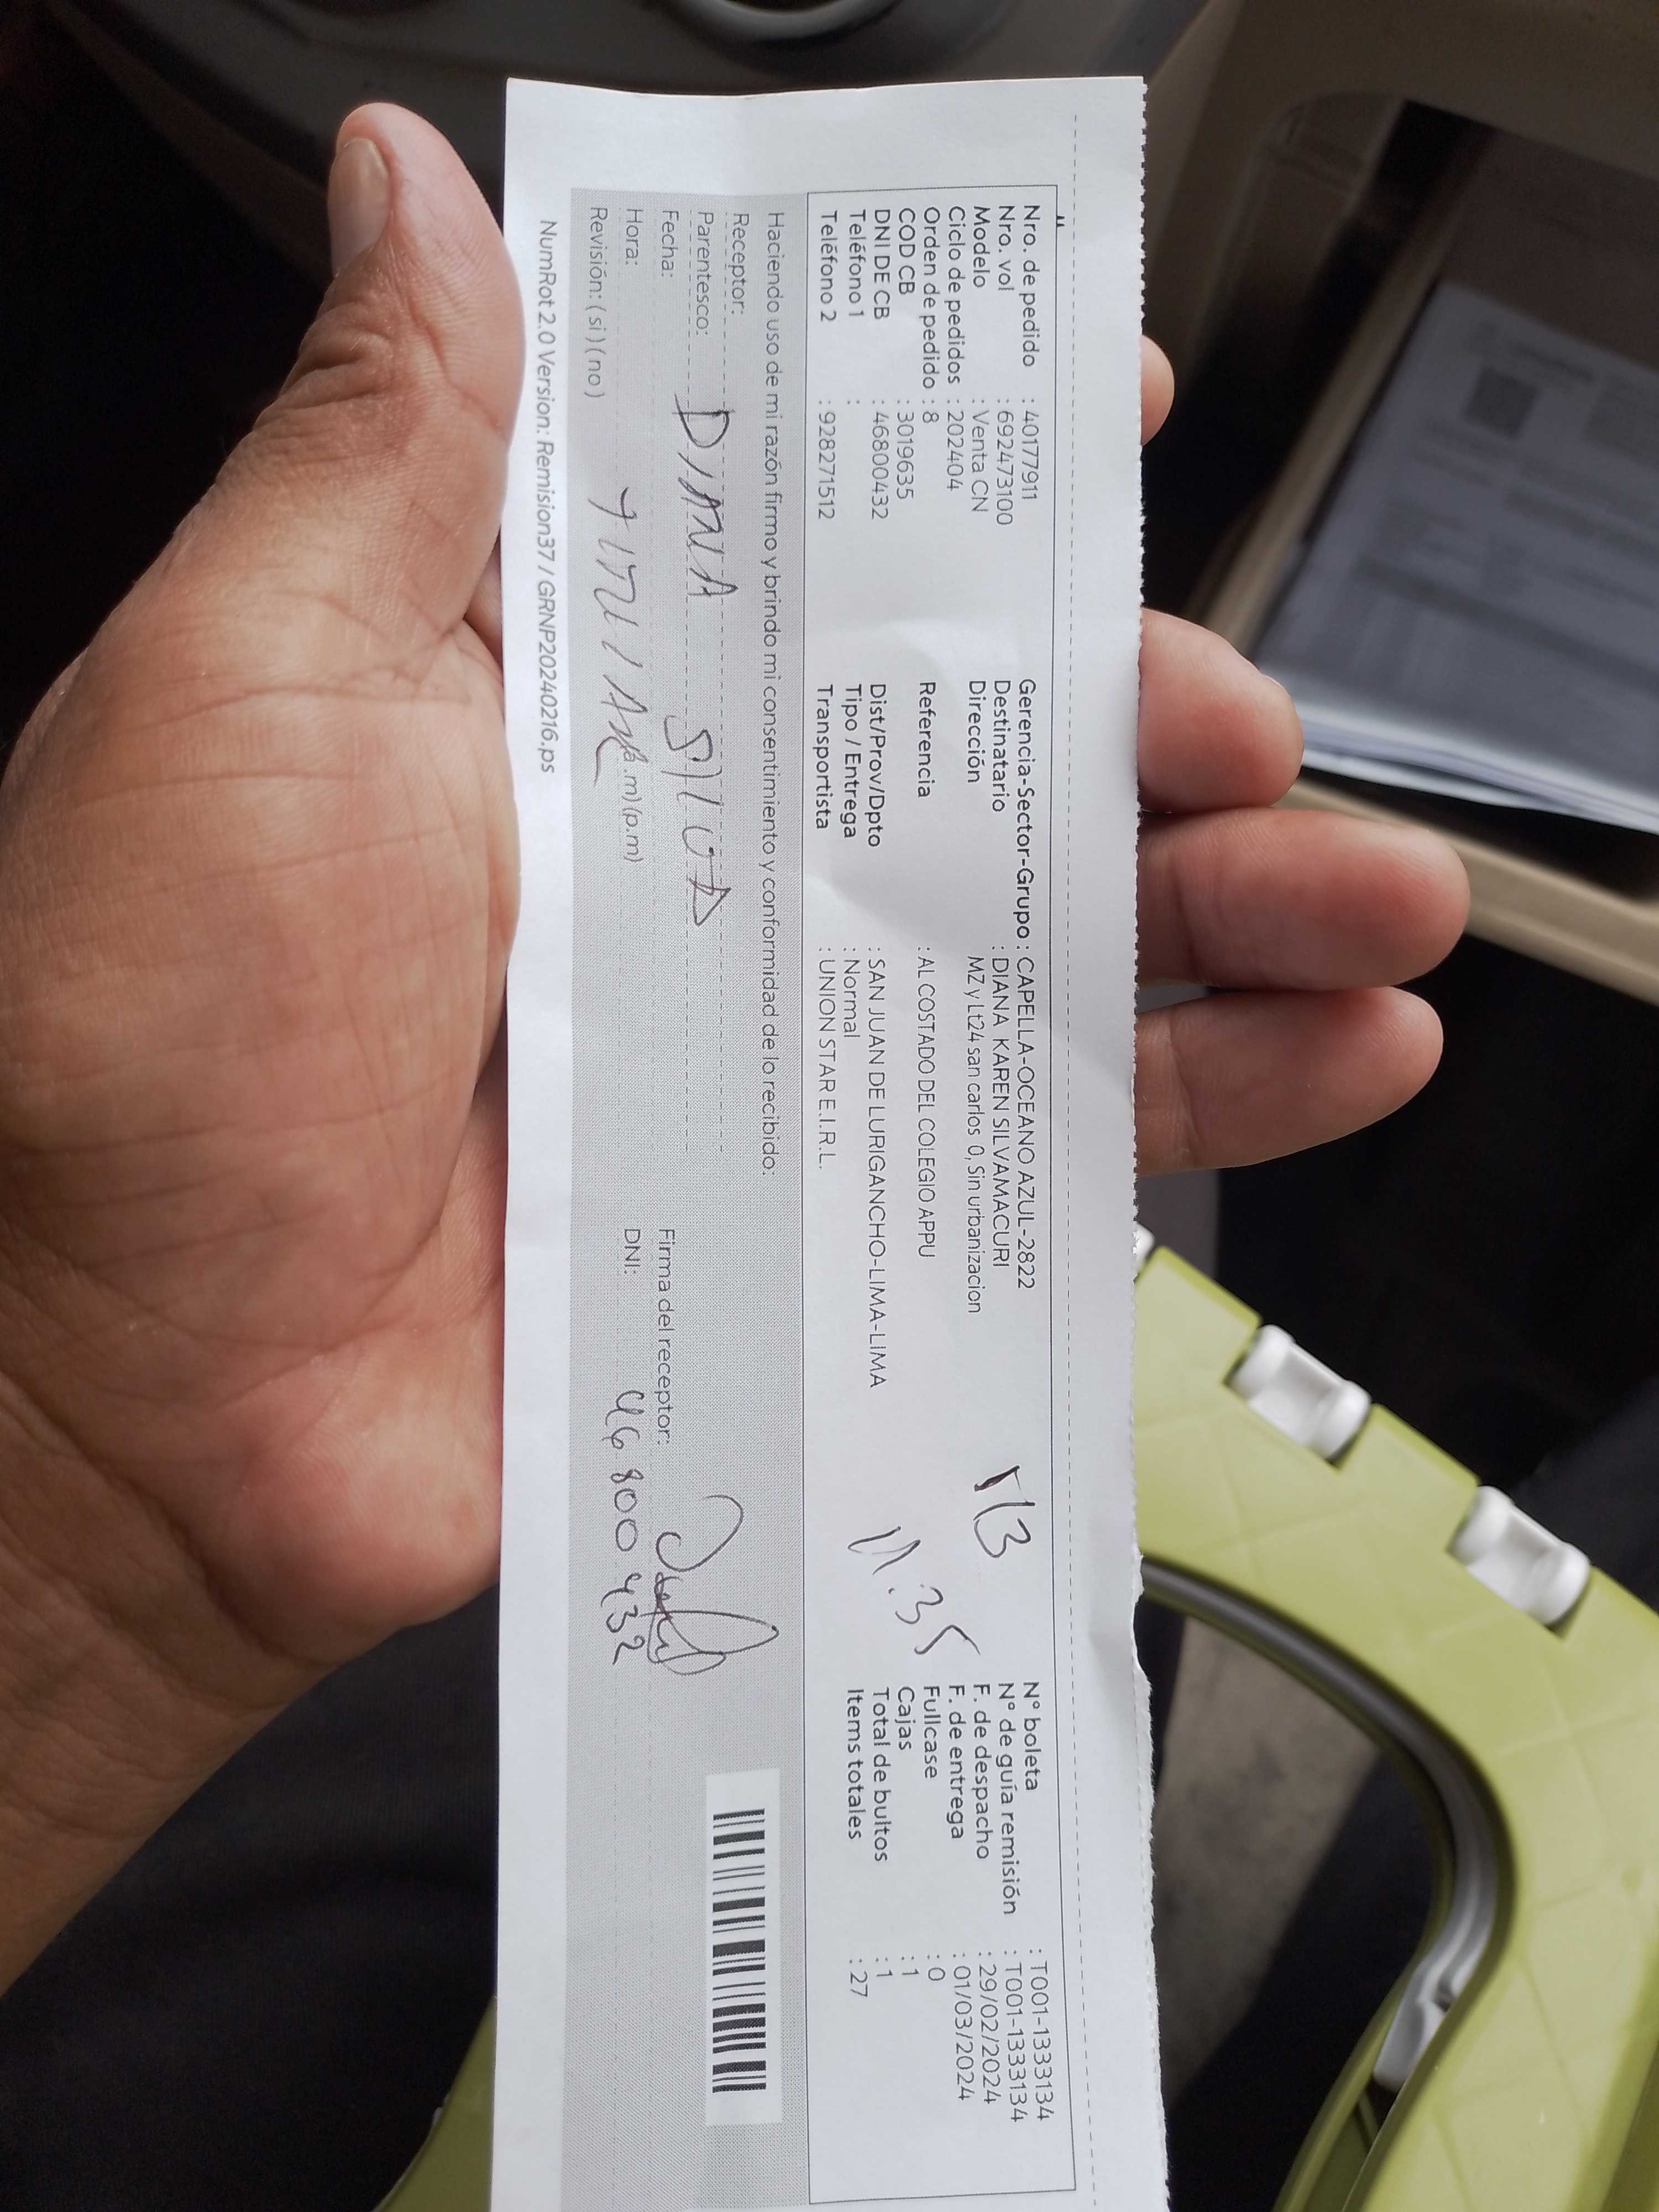 Nro. de pedido : 40177911
Nro. vol : 692473100
Modelo : Venta CN
Ciclo de pedidos : 202404
Orden de pedido : 8
COD CB : 3019635
DNI DE CB : 46800432
Teléfono 1 :
Teléfono 2 : 928271512
Gerencia-Sector-Grupo : CAPELLA-OCEANO AZUL-2822
Destinatario : DIANA KAREN SILVAMACURI
Dirección MZ y Lt24 san carlos 0, Sin urbanizacion
Referencia : AL COSTADO DEL COLEGIO APPU
Dist/Prov/Dpto : SAN JUAN DE LURIGANCHO-LIMA-LIMA
Tipo / Entrega : Normal
Transportista : UNION STAR E.I.R.L.
1/3
11.35
N° boleta : T001-1333134
N° de guía remisión : T001-1333134
F. de despacho : 29/02/2024
F. de entrega : 01/03/2024
Fullcase : 0
Cajas : 1
Total de bultos : 1
Items totales : 27
Haciendo uso de mi razón firmo y brindo mi consentimiento y conformidad de lo recibido:
Receptor:
Parentesco: DIANA SILVA
Fecha:
Hora: .m)(p.m)
Revisión: (si) (no)
Firma del receptor:
DNI: 46800432
NumRot 2.0 Version: Remision37 / GRNP20240216.ps